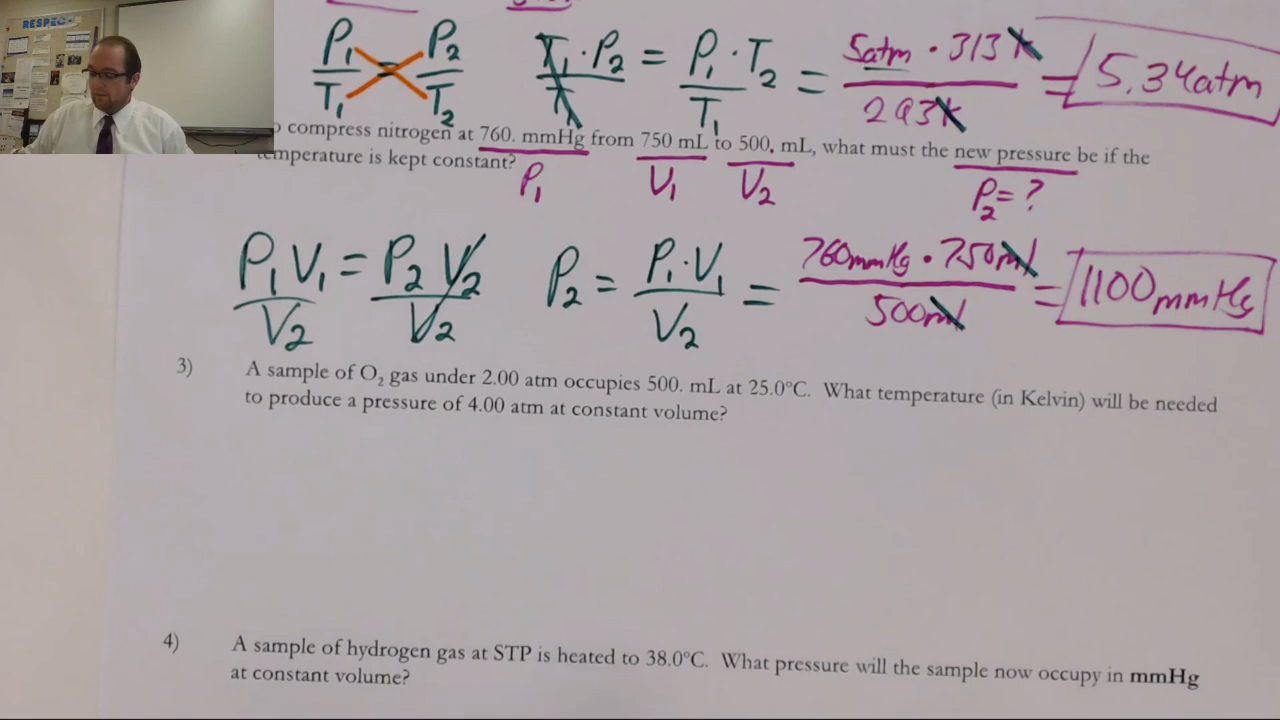 RESPECT
P₁/T₁ = P₂/T₂   T₁·P₂/T₁ = P₁·T₂/T₁ = 5atm · 313K/293K = 5.34atm
o compress nitrogen at 760. mmHg from 750 mL to 500. mL, what must the new pressure be if the
temperature is kept constant?
P₁ V₁ V₂ P₂=?
P₁V₁/V₂ = P₂V₂/V₂   P₂ = P₁·V₁/V₂ = 760mmHg · 750ml/500ml = 1100mmHg
3) A sample of O₂ gas under 2.00 atm occupies 500. mL at 25.0°C. What temperature (in Kelvin) will be needed
to produce a pressure of 4.00 atm at constant volume?
4) A sample of hydrogen gas at STP is heated to 38.0°C. What pressure will the sample now occupy in mmHg
at constant volume?